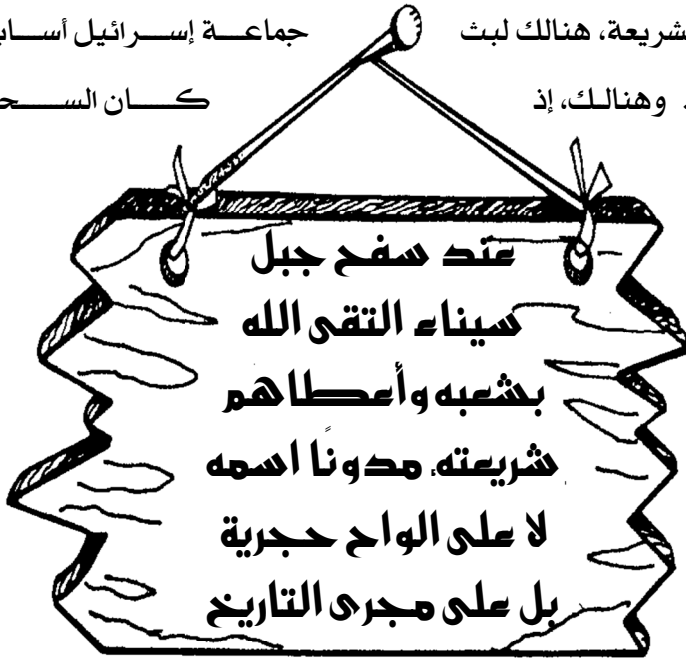 لشريعة، هنالك لبث جماعة إسرائيل
وهنالك، إذ كان
عند سفح جبل
سيناء التقى الله
بشعبه وأعطاهم
شريعته، مدونًا اسمه
لا على الواح حجرية
بل على مجرى التاريخ